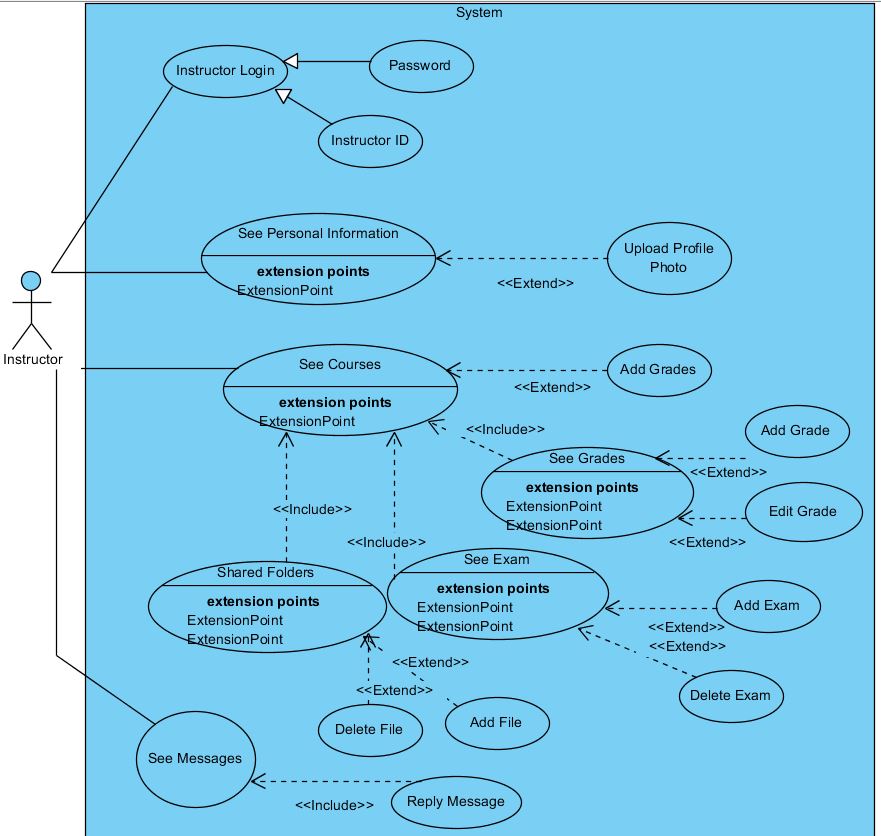 System
Instructor Login
Password
Instructor ID
See Personal Information
extension points
ExtensionPoint
<<Extend>>
Upload Profile
Photo
Instructor
See Courses
extension points
ExtensionPoint
<<Extend>>
Add Grades
<<Include>>
See Grades
extension points
ExtensionPoint
ExtensionPoint
Add Grade
<<Extend>>
Edit Grade
<<Extend>>
<<Include>>
<<Include>>
Shared Folders
extension points
ExtensionPoint
ExtensionPoint
See Exam
extension points
ExtensionPoint
ExtensionPoint
Add Exam
<<Extend>>
<<Extend>>
Delete Exam
<<Extend>>
<<Extend>>
Delete File
Add File
See Messages
<<Include>>
Reply Message